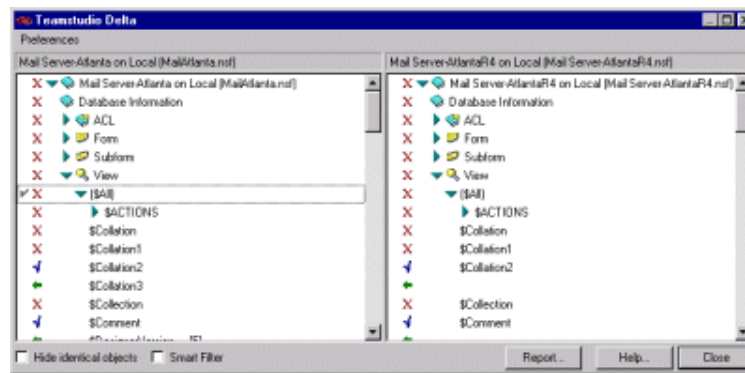 Teamstudio Delta
Preferences
Mail Server-Atlanta on Local (MailAtlanta.nsf)
Mail Server-AtlantaR4 on Local (Mail Server-AtlantaR4.nsf)
Mail Server-Atlanta on Local (MailAtlanta.nsf)
Database Information
ACL
Form
Subform
View
($All)
$ACTIONS
$Collation
$Collation1
$Collation2
$Collation3
$Collection
$Comment
Mail Server-AtlantaR4 on Local (Mail Server-AtlantaR4.nsf)
Database Information
ACL
Form
Subform
View
($All)
$ACTIONS
$Collation
$Collation1
$Collation2
$Collection
$Comment
Hide identical objects Smart Filter Report... Help... Close